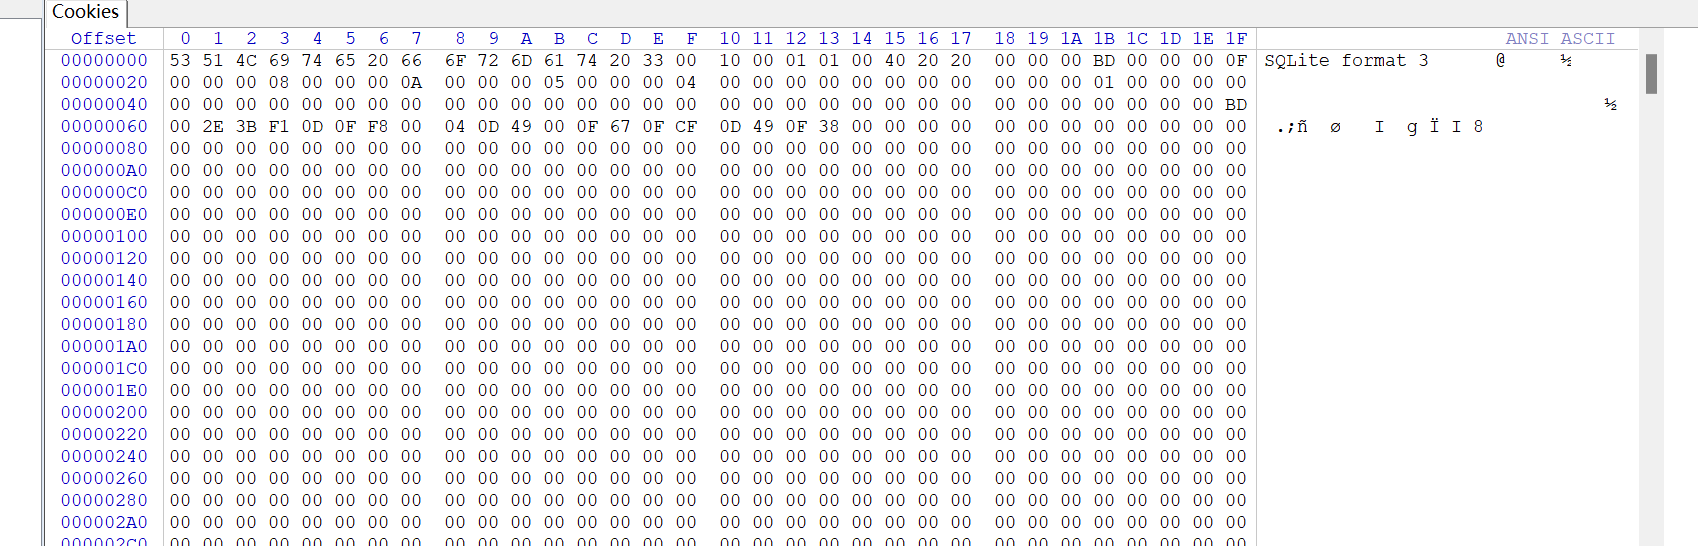 Cookies
Offset 0 1 2 3 4 5 6 7 8 9 A B C D E F 10 11 12 13 14 15 16 17 18 19 1A 1B 1C 1D 1E 1F ANSI ASCII
00000000 53 51 4C 69 74 65 20 66 6F 72 6D 61 74 20 33 00 10 00 01 01 00 40 20 20 00 00 00 BD 00 00 00 0F SQLite format 3 @ ½
00000020 00 00 00 08 00 00 00 0A 00 00 00 05 00 00 00 04 00 00 00 00 00 00 00 00 00 00 00 01 00 00 00 00
00000040 00 00 00 00 00 00 00 00 00 00 00 00 00 00 00 00 00 00 00 00 00 00 00 00 00 00 00 00 00 00 00 BD ½
00000060 00 2E 3B F1 0D 0F F8 00 04 0D 49 00 0F 67 0F CF 0D 49 0F 38 00 00 00 00 00 00 00 00 00 00 00 00 .;ñ ø I g Ï I 8
00000080 00 00 00 00 00 00 00 00 00 00 00 00 00 00 00 00 00 00 00 00 00 00 00 00 00 00 00 00 00 00 00 00
000000A0 00 00 00 00 00 00 00 00 00 00 00 00 00 00 00 00 00 00 00 00 00 00 00 00 00 00 00 00 00 00 00 00
000000C0 00 00 00 00 00 00 00 00 00 00 00 00 00 00 00 00 00 00 00 00 00 00 00 00 00 00 00 00 00 00 00 00
000000E0 00 00 00 00 00 00 00 00 00 00 00 00 00 00 00 00 00 00 00 00 00 00 00 00 00 00 00 00 00 00 00 00
00000100 00 00 00 00 00 00 00 00 00 00 00 00 00 00 00 00 00 00 00 00 00 00 00 00 00 00 00 00 00 00 00 00
00000120 00 00 00 00 00 00 00 00 00 00 00 00 00 00 00 00 00 00 00 00 00 00 00 00 00 00 00 00 00 00 00 00
00000140 00 00 00 00 00 00 00 00 00 00 00 00 00 00 00 00 00 00 00 00 00 00 00 00 00 00 00 00 00 00 00 00
00000160 00 00 00 00 00 00 00 00 00 00 00 00 00 00 00 00 00 00 00 00 00 00 00 00 00 00 00 00 00 00 00 00
00000180 00 00 00 00 00 00 00 00 00 00 00 00 00 00 00 00 00 00 00 00 00 00 00 00 00 00 00 00 00 00 00 00
000001A0 00 00 00 00 00 00 00 00 00 00 00 00 00 00 00 00 00 00 00 00 00 00 00 00 00 00 00 00 00 00 00 00
000001C0 00 00 00 00 00 00 00 00 00 00 00 00 00 00 00 00 00 00 00 00 00 00 00 00 00 00 00 00 00 00 00 00
000001E0 00 00 00 00 00 00 00 00 00 00 00 00 00 00 00 00 00 00 00 00 00 00 00 00 00 00 00 00 00 00 00 00
00000200 00 00 00 00 00 00 00 00 00 00 00 00 00 00 00 00 00 00 00 00 00 00 00 00 00 00 00 00 00 00 00 00
00000220 00 00 00 00 00 00 00 00 00 00 00 00 00 00 00 00 00 00 00 00 00 00 00 00 00 00 00 00 00 00 00 00
00000240 00 00 00 00 00 00 00 00 00 00 00 00 00 00 00 00 00 00 00 00 00 00 00 00 00 00 00 00 00 00 00 00
00000260 00 00 00 00 00 00 00 00 00 00 00 00 00 00 00 00 00 00 00 00 00 00 00 00 00 00 00 00 00 00 00 00
00000280 00 00 00 00 00 00 00 00 00 00 00 00 00 00 00 00 00 00 00 00 00 00 00 00 00 00 00 00 00 00 00 00
000002A0 00 00 00 00 00 00 00 00 00 00 00 00 00 00 00 00 00 00 00 00 00 00 00 00 00 00 00 00 00 00 00 00
000002C0 00 00 00 00 00 00 00 00 00 00 00 00 00 00 00 00 00 00 00 00 00 00 00 00 00 00 00 00 00 00 00 00